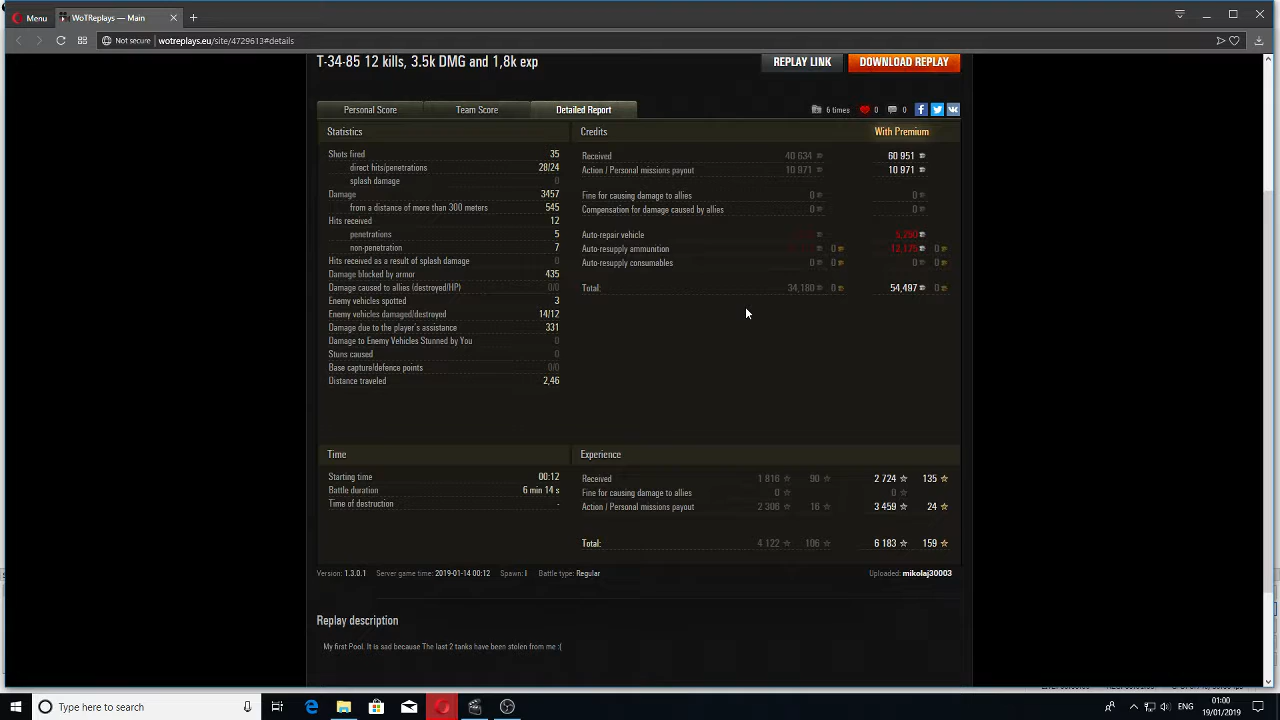 Menu
WoTReplays — Main
Not secure wotreplays.eu/site/4729613#details
T-34-85 12 kills, 3.5k DMG and 1,8k exp
REPLAY LINK
DOWNLOAD REPLAY
Personal Score
Team Score
Detailed Report
6 times 0 0
Statistics
Shots fired 35
direct hits/penetrations 28/24
splash damage 0
Damage 3457
from a distance of more than 300 meters 545
Hits received 12
penetrations 5
non-penetration 7
Hits received as a result of splash damage 0
Damage blocked by armor 435
Damage caused to allies (destroyed/HP) 0/0
Enemy vehicles spotted 3
Enemy vehicles damaged/destroyed 14/12
Damage due to the player's assistance 331
Damage to Enemy Vehicles Stunned by You 0
Stuns caused 0
Base capture/defence points 0/0
Distance traveled 2,46
Credits With Premium
Received 40 634 60 951
Action / Personal missions payout 10 971 10 971
Fine for causing damage to allies 0 0
Compensation for damage caused by allies 0 0
Auto-repair vehicle 5,250
Auto-resupply ammunition 0 12,175 0
Auto-resupply consumables 0 0 0 0
Total: 34,180 0 54,497 0
Time
Starting time 00:12
Battle duration 6 min 14 s
Time of destruction -
Experience
Received 1 816 90 2 724 135
Fine for causing damage to allies 0 0
Action / Personal missions payout 2 306 16 3 459 24
Total: 4 122 106 6 183 159
Version: 1.3.0.1 Server game time: 2019-01-14 00:12 Spawn: I Battle type: Regular Uploaded: mikolaj30003
Replay description
My first Pool. It is sad because The last 2 tanks have been stolen from me :(
Type here to search
ENG
01:00
19/01/2019